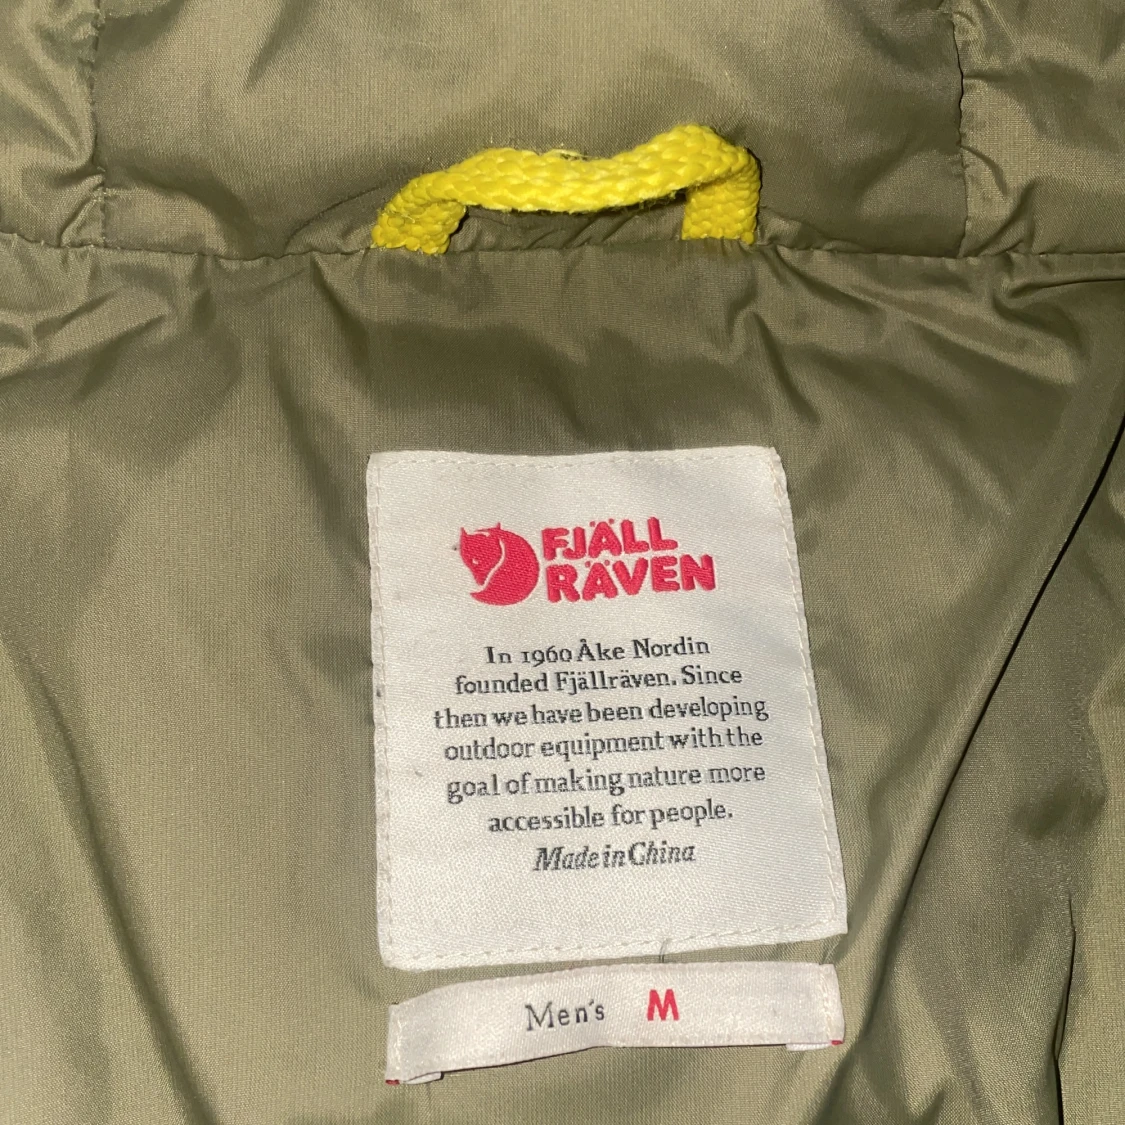 FJÄLL
RÄVEN
In 1960 Åke Nordin
founded Fjällräven. Since
then we have been developing
outdoor equipment with the
goal of making nature more
accessible for people.
Made in China
Men's M